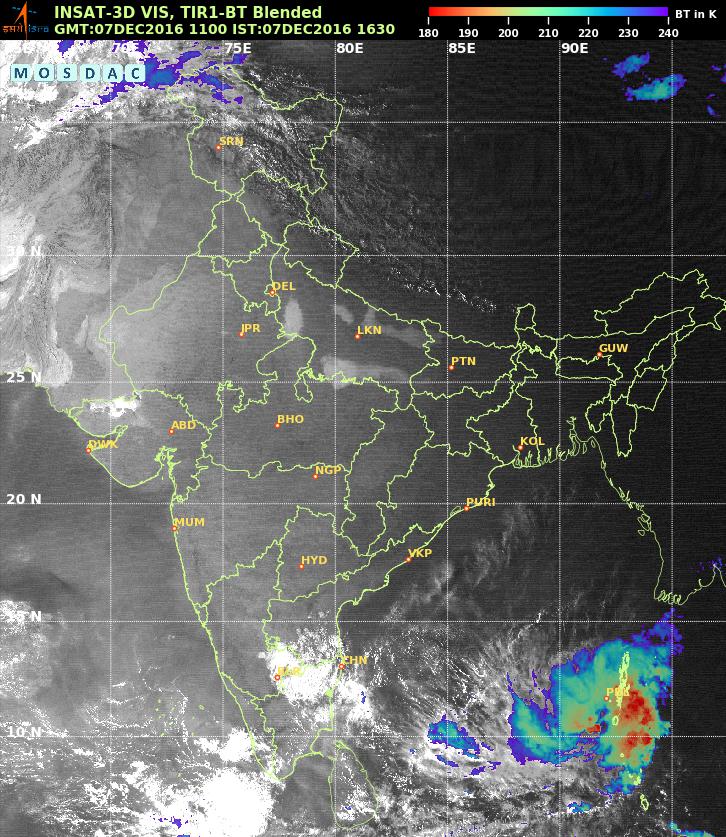 INSAT-3D VIS, TIR1-BT Blended
GMT:07DEC2016 1100 IST:07DEC2016 1630
BT in K
180 190 200 210 220 230 240
75E 80E 85E 90E
MOSDAC
SRN
30 N
DEL
JPR LKN
GUW
PTN
25 N
ABD BHO
DWK KOL
NGP
20 N PURI
MUM
VKP
HYD
15 N
CHN
10 N